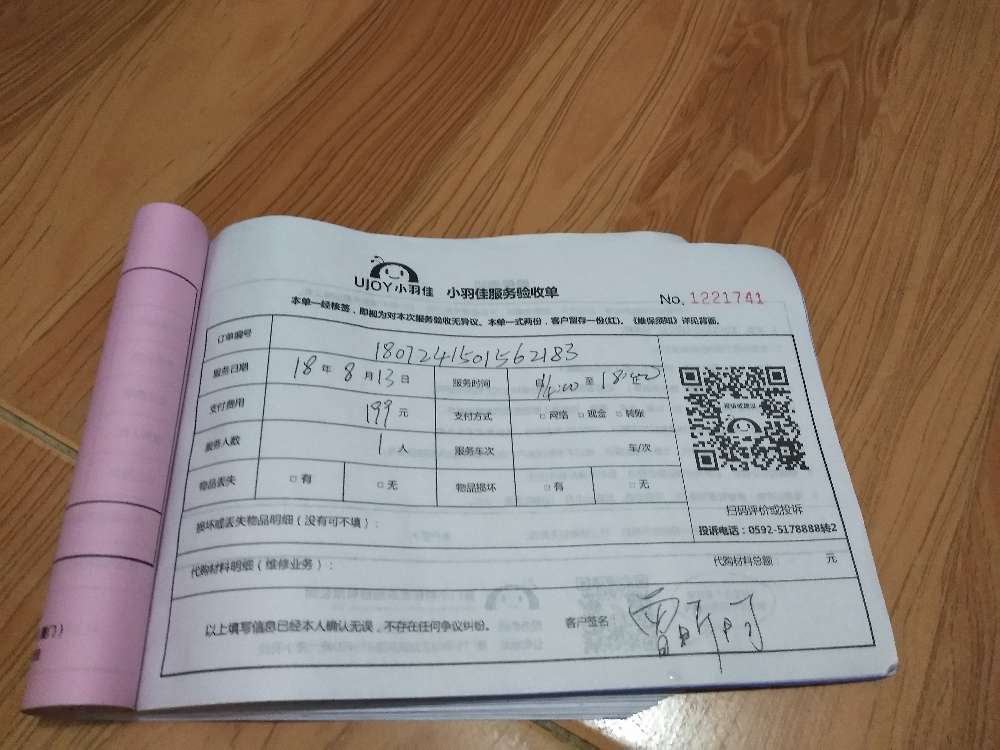 UJOY小羽佳 小羽佳服务验收单 No. 1221741
本单一经核签，即视为对本次服务验收无异议。本单一式两份，客户留存一份(红)。《维保须知》详见背面。
订单编号 1807241501562183
服务日期 18 年 8 月 13 日 服务时间 至
支付费用 199 元 支付方式 □ 网络 □ 现金 □ 转账
服务人数 1 人 服务车次 车/次
物品丢失 □ 有 □ 无 物品损坏 □ 有 □ 无
扫码评价或投诉
投诉电话：0592-5178888转2
损坏或丢失物品明细（没有可不填）：
代购材料明细（维修业务）： 代购材料总额 元
以上填写信息已经本人确认无误，不存在任何争议纠纷。 客户签名：